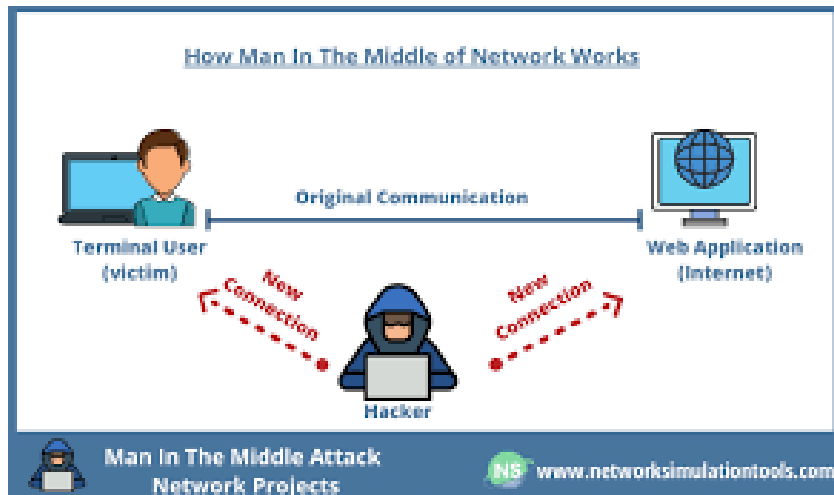 How Man In The Middle of Network Works
Original Communication
Terminal User
(victim)
Web Application
(Internet)
New
Connection
New
Connection
Hacker
Man In The Middle Attack
Network Projects
NS
www.networksimulationtools.com